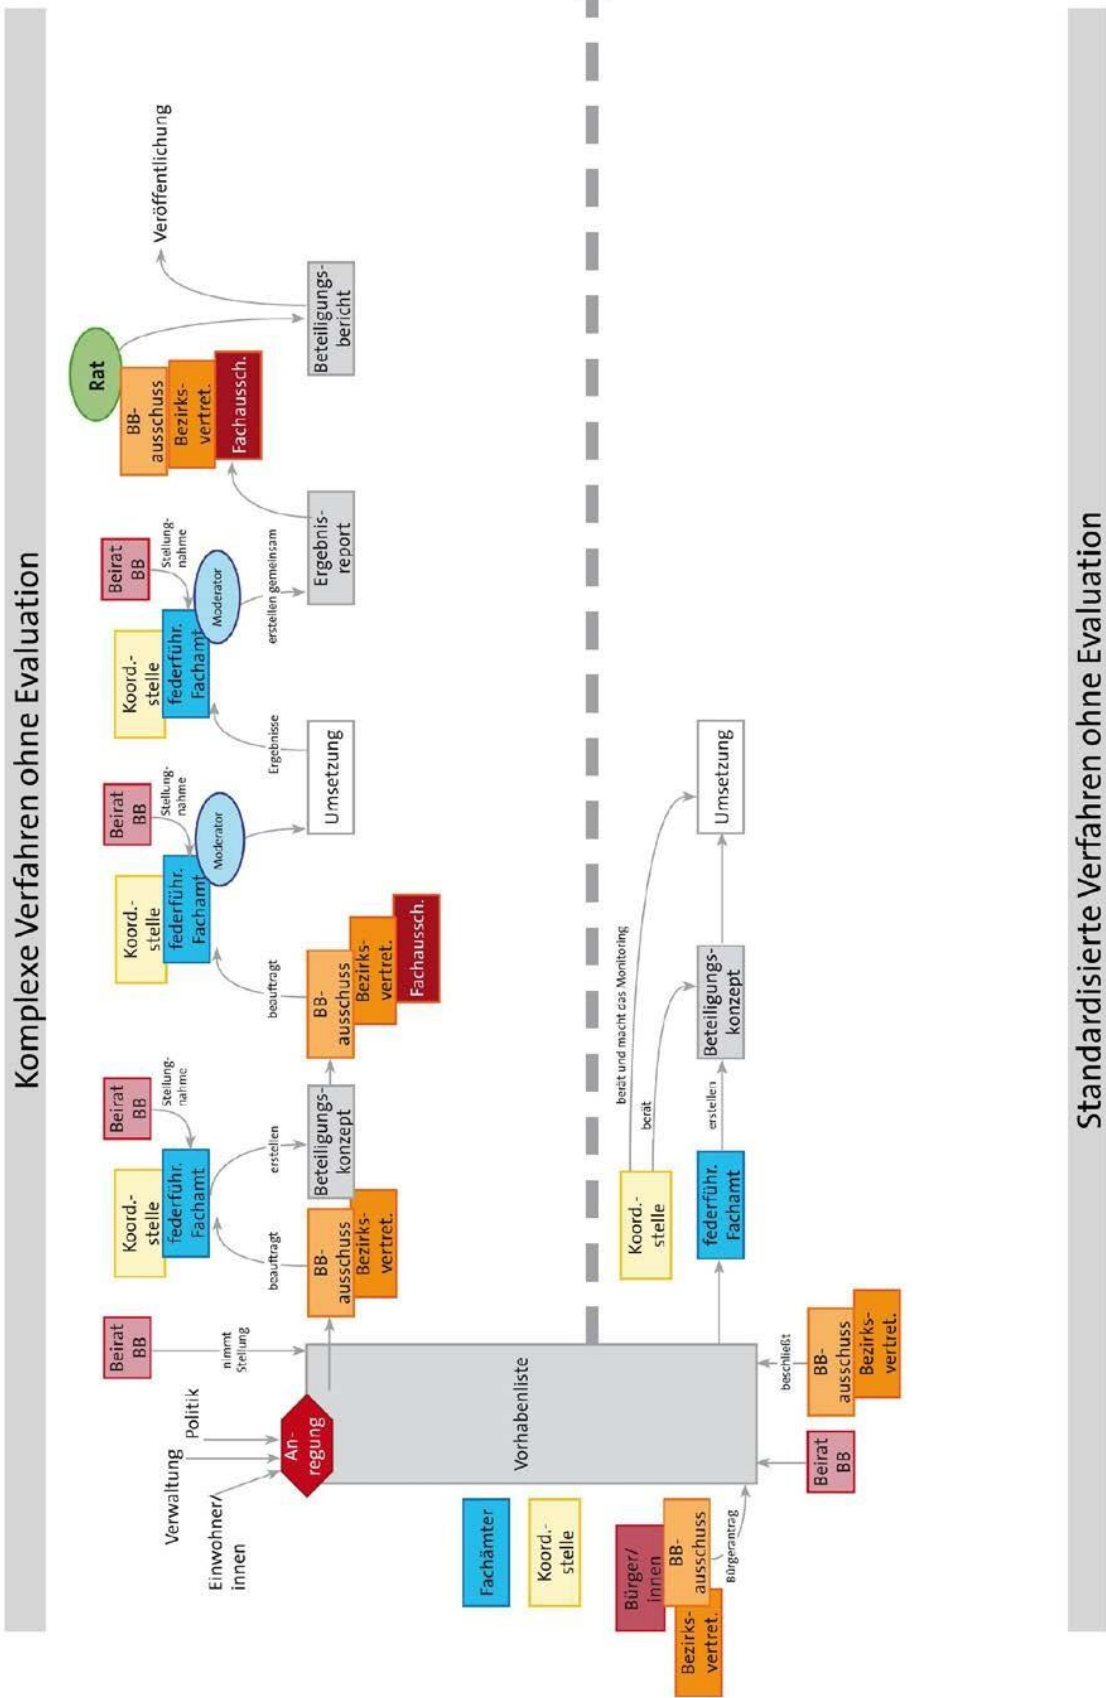 Komplexe Verfahren ohne Evaluation
Einwohner/
innen
Verwaltung
Politik
An-
regung
Beirat
BB
nimmt
Stellung
BB-
ausschuss
Bezirks-
vertret.
beauftragt
Koord.-
stelle
federführ.
Fachamt
Beirat
BB
Stellung-
nahme
erstellen
Beteiligungs-
konzept
BB-
ausschuss
Bezirks-
vertret.
Fachaussch.
beauftragt
Koord.-
stelle
federführ.
Fachamt
Beirat
BB
Stellung-
nahme
Moderator
Umsetzung
Ergebnisse
Koord.-
stelle
federführ.
Fachamt
Beirat
BB
Stellung-
nahme
Moderator
erstellen gemeinsam
Ergebnis-
report
Rat
BB-
ausschuss
Bezirks-
vertret.
Fachaussch.
Beteiligungs-
bericht
Veröffentlichung
Fachämter
Koord.-
stelle
Vorhabenliste
Bürger/
innen
BB-
ausschuss
Bezirks-
vertret.
Bürgerantrag
Beirat
BB
beschließt
BB-
ausschuss
Bezirks-
vertret.
Koord.-
stelle
berät und macht das Monitoring
berät
federführ.
Fachamt
erstellen
Beteiligungs-
konzept
Umsetzung
Standardisierte Verfahren ohne Evaluation